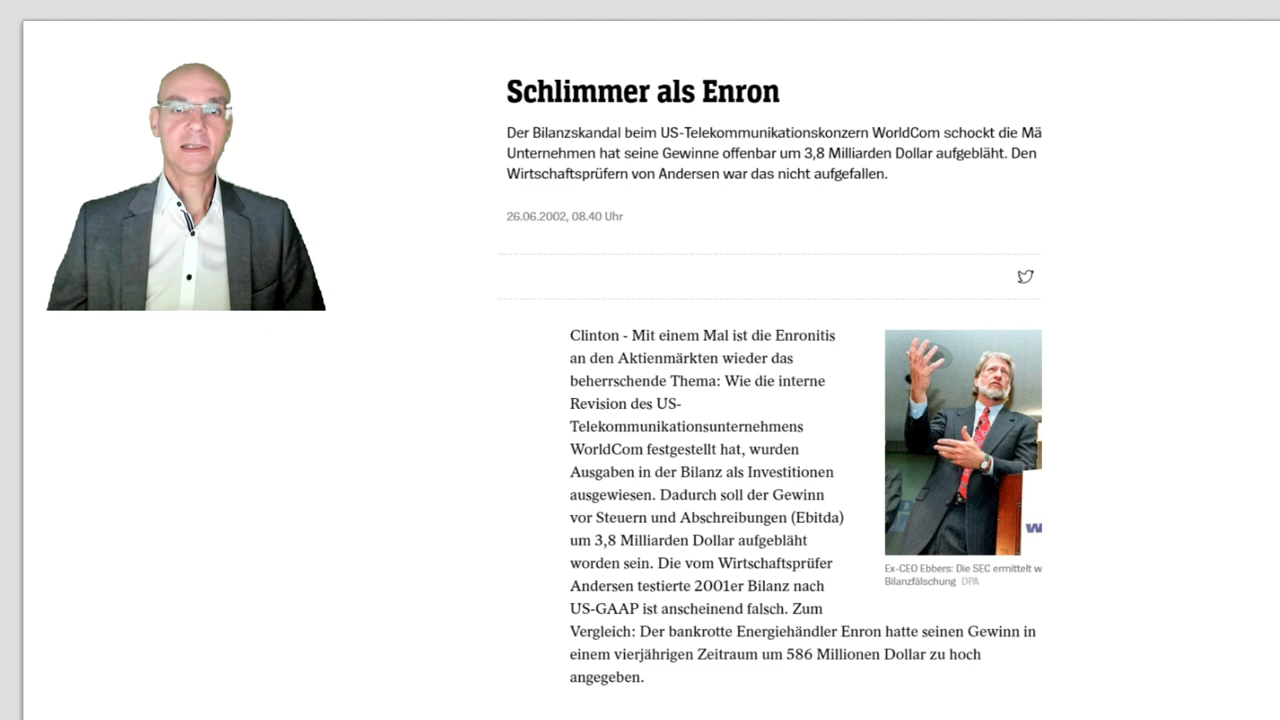 Schlimmer als Enron
Der Bilanzskandal beim US-Telekommunikationskonzern WorldCom schockt die Mä
Unternehmen hat seine Gewinne offenbar um 3,8 Milliarden Dollar aufgebläht. Den
Wirtschaftsprüfern von Andersen war das nicht aufgefallen.
26.06.2002, 08.40 Uhr
Clinton - Mit einem Mal ist die Enronitis
an den Aktienmärkten wieder das
beherrschende Thema: Wie die interne
Revision des US-
Telekommunikationsunternehmens
WorldCom festgestellt hat, wurden
Ausgaben in der Bilanz als Investitionen
ausgewiesen. Dadurch soll der Gewinn
vor Steuern und Abschreibungen (Ebitda)
um 3,8 Milliarden Dollar aufgebläht
worden sein. Die vom Wirtschaftsprüfer
Andersen testierte 2001er Bilanz nach
US-GAAP ist anscheinend falsch. Zum
Vergleich: Der bankrotte Energiehändler Enron hatte seinen Gewinn in
einem vierjährigen Zeitraum um 586 Millionen Dollar zu hoch
angegeben.
w
Ex-CEO Ebbers: Die SEC ermittelt w
Bilanzfälschung DPA